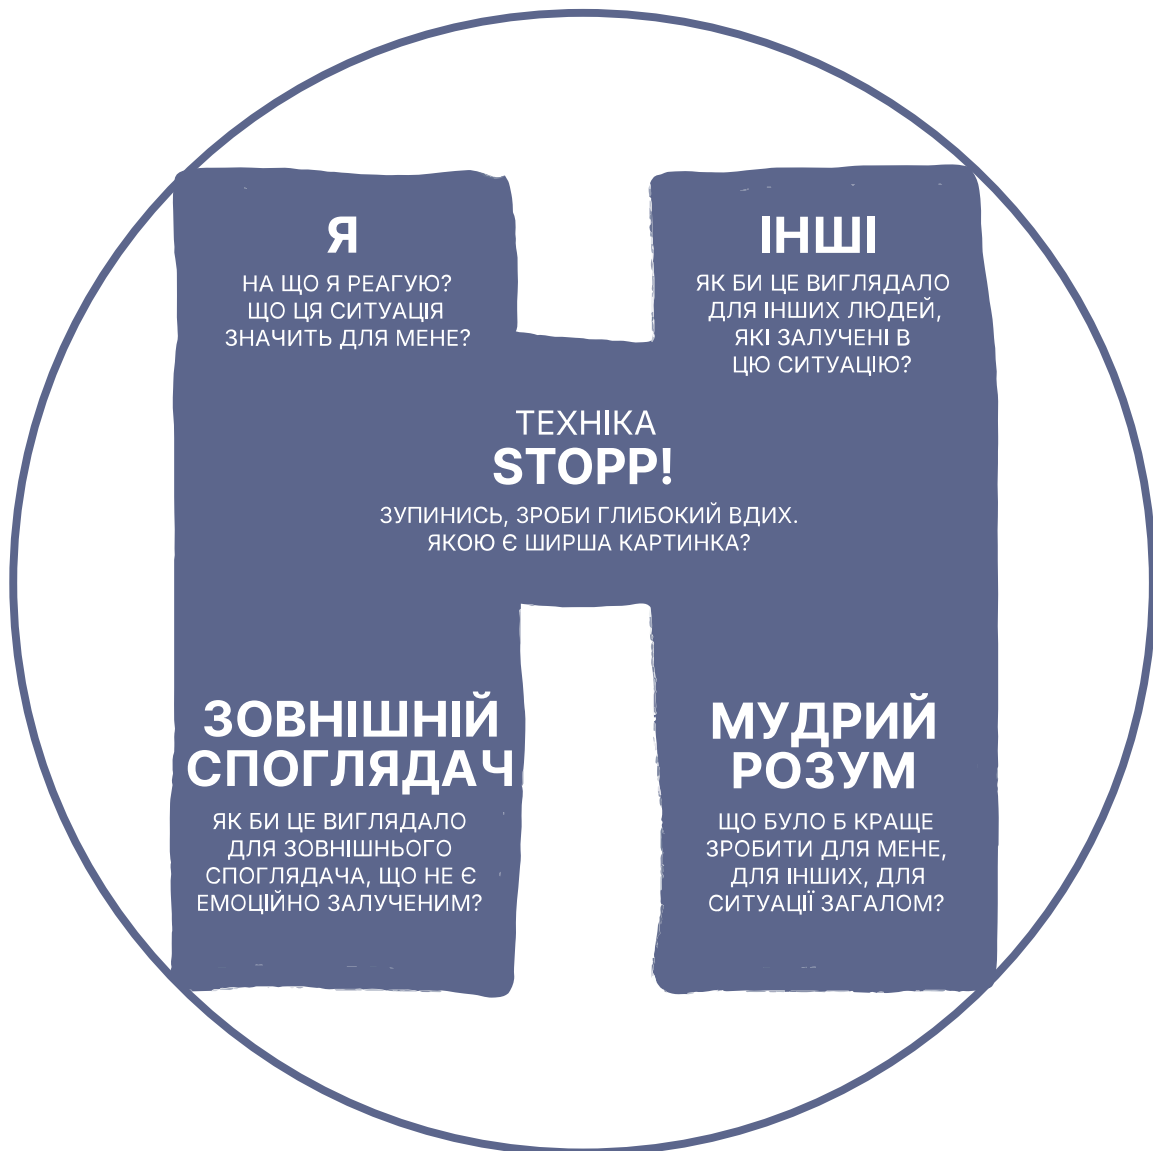 Я
НА ЩО Я РЕАГУЮ?
ЩО ЦЯ СИТУАЦІЯ
ЗНАЧИТЬ ДЛЯ МЕНЕ?
ІНШІ
ЯК БИ ЦЕ ВИГЛЯДАЛО
ДЛЯ ІНШИХ ЛЮДЕЙ,
ЯКІ ЗАЛУЧЕНІ В
ЦЮ СИТУАЦІЮ?
ТЕХНІКА
STOPP!
ЗУПИНИСЬ, ЗРОБИ ГЛИБОКИЙ ВДИХ.
ЯКОЮ Є ШИРША КАРТИНКА?
ЗОВНІШНІЙ
СПОГЛЯДАЧ
ЯК БИ ЦЕ ВИГЛЯДАЛО
ДЛЯ ЗОВНІШНЬОГО
СПОГЛЯДАЧА, ЩО НЕ Є
ЕМОЦІЙНО ЗАЛУЧЕНИМ?
МУДРИЙ
РОЗУМ
ЩО БУЛО Б КРАЩЕ
ЗРОБИТИ ДЛЯ МЕНЕ,
ДЛЯ ІНШИХ, ДЛЯ
СИТУАЦІЇ ЗАГАЛОМ?